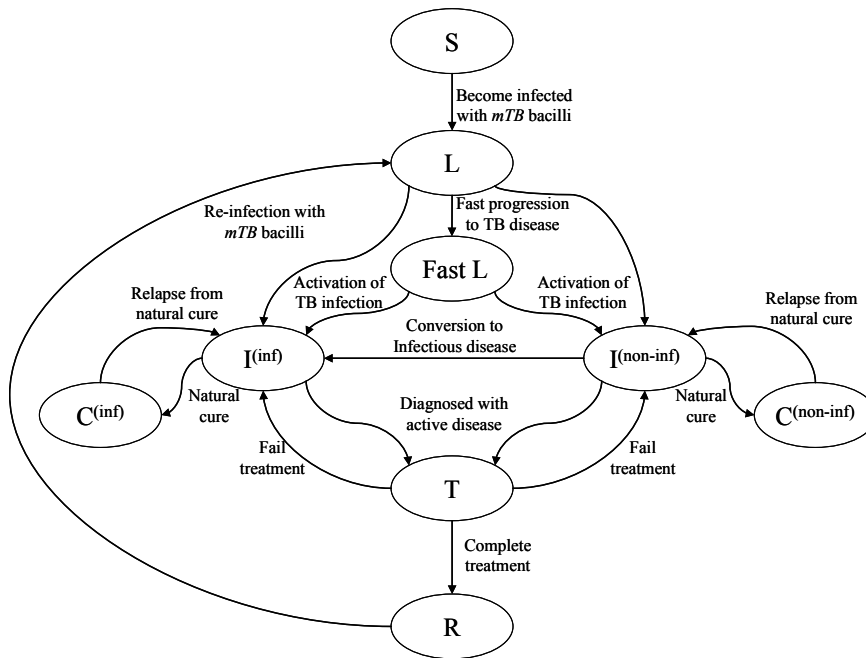 S
Become infected
with mTB bacilli
L
Re-infection with
mTB bacilli
Fast progression
to TB disease
Fast L
Activation of
TB infection
Activation of
TB infection
Relapse from
natural cure
Relapse from
natural cure
Conversion to
Infectious disease
I(inf)
I(non-inf)
C(inf)
Natural
cure
Natural
cure
C(non-inf)
Diagnosed with
active disease
Fail
treatment
Fail
treatment
T
Complete
treatment
R